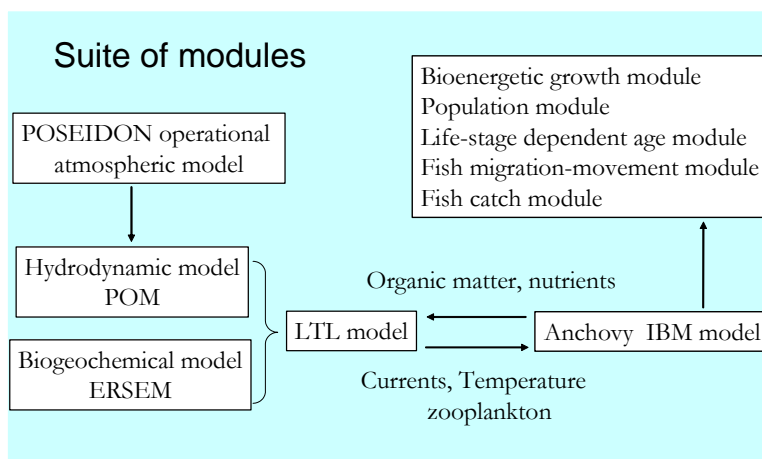 Suite of modules
POSEIDON operational
atmospheric model
Hydrodynamic model
POM
Biogeochemical model
ERSEM
LTL model
Organic matter, nutrients
Currents, Temperature
zooplankton
Anchovy IBM model
Bioenergetic growth module
Population module
Life-stage dependent age module
Fish migration-movement module
Fish catch module